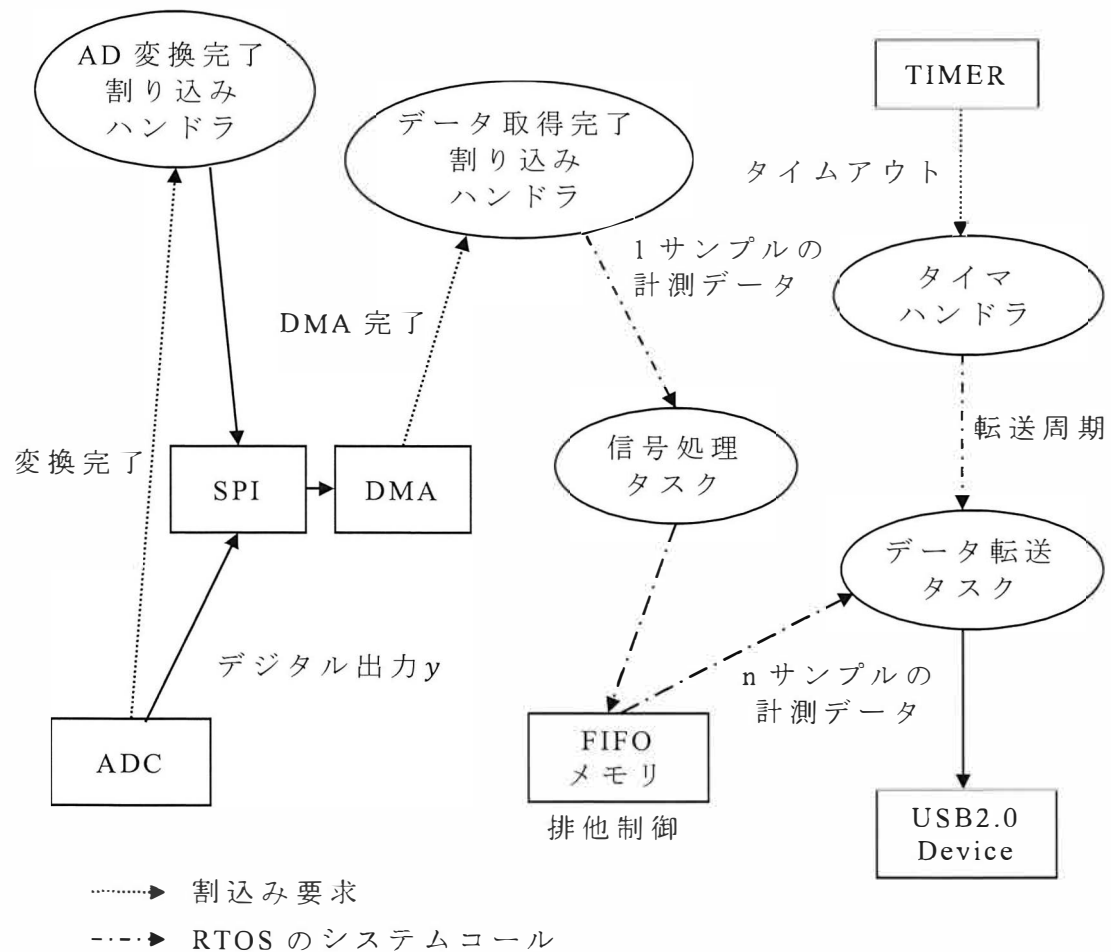 AD 変換完了
割り込み
ハンドラ
データ取得完了
割り込み
ハンドラ
TIMER
タイムアウト
1 サンプルの
計測データ
タイマ
ハンドラ
DMA 完了
変換完了
SPI
DMA
信号処理
タスク
転送周期
データ転送
タスク
デジタル出力y
n サンプルの
計測データ
ADC
FIFO
メモリ
排他制御
USB2.0
Device
割込み要求
RTOS のシステムコール